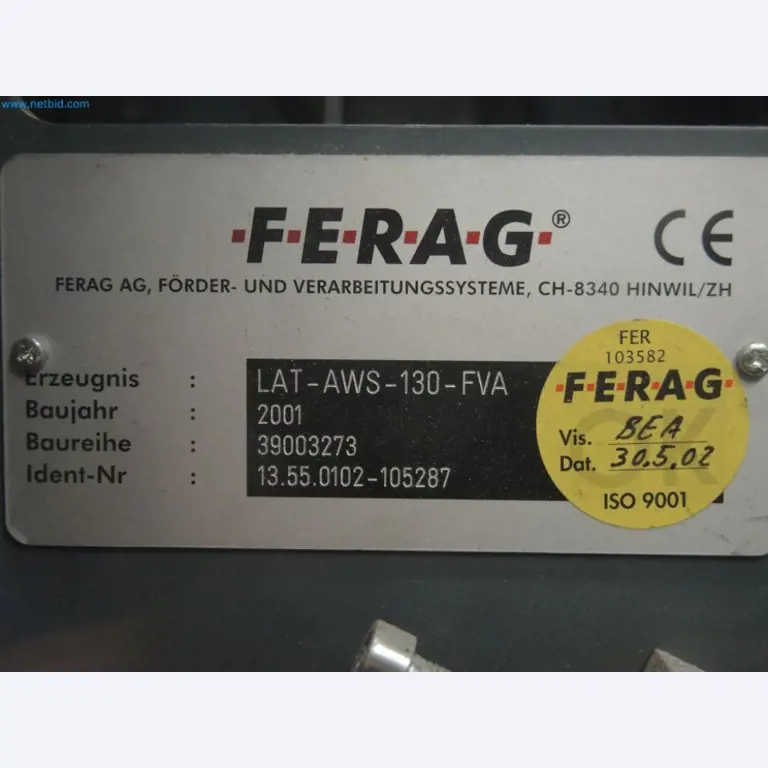 www.netbid.com
·F·E·R·A·G·®
CE
FERAG AG, FÖRDER- UND VERARBEITUNGSSYSTEME, CH-8340 HINWIL/ZH
Erzeugnis : LAT-AWS-130-FVA
Baujahr : 2001
Baureihe : 39003273
Ident-Nr : 13.55.0102-105287
FER
103582
·F·E·R·A·G·
OK
Vis. BEA
Dat. 30.5.02
ISO 9001